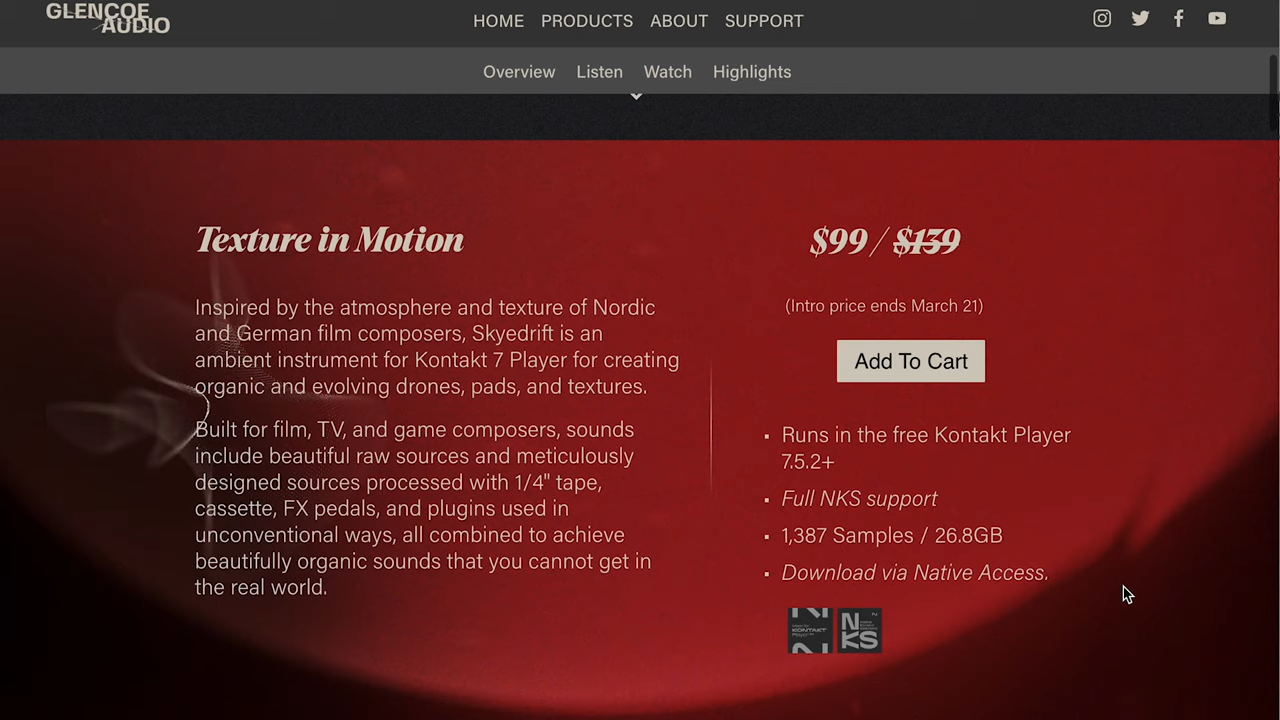 GLENCOE
AUDIO
HOME PRODUCTS ABOUT SUPPORT
Overview Listen Watch Highlights
Texture in Motion
Inspired by the atmosphere and texture of Nordic
and German film composers, Skyedrift is an
ambient instrument for Kontakt 7 Player for creating
organic and evolving drones, pads, and textures.
Built for film, TV, and game composers, sounds
include beautiful raw sources and meticulously
designed sources processed with 1/4" tape,
cassette, FX pedals, and plugins used in
unconventional ways, all combined to achieve
beautifully organic sounds that you cannot get in
the real world.
$99 / $139
(Intro price ends March 21)
Add To Cart
▪ Runs in the free Kontakt Player
7.5.2+
▪ Full NKS support
▪ 1,387 Samples / 26.8GB
▪ Download via Native Access.
KONTAKT
NKS